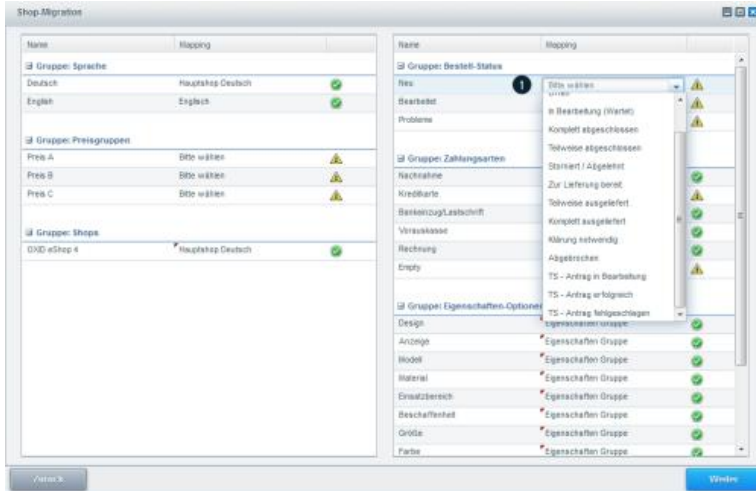 Shop-Migration
Name Mapping
Gruppe: Sprache
Deutsch Hauptshop Deutsch
English Englisch
Gruppe: Preisgruppen
Preis A Bitte wählen
Preis B Bitte wählen
Preis C Bitte wählen
Gruppe: Shops
OXID eShop 4 Hauptshop Deutsch
Name Mapping
Gruppe: Bestell-Status
Neu 1 Bitte wählen
Bearbeitet
Probleme
Gruppe: Zahlungsarten
Nachnahme
Kreditkarte
Bankeinzug/Lastschrift
Vorauskasse
Rechnung
Empty
In Bearbeitung (Wartet)
Komplett abgeschlossen
Teilweise abgeschlossen
Storniert / Abgelehnt
Zur Lieferung bereit
Teilweise ausgeliefert
Komplett ausgeliefert
Klärung notwendig
Abgebrochen
TS - Antrag in Bearbeitung
TS - Antrag erfolgreich
TS - Antrag fehlgeschlagen
Gruppe: Eigenschaften-Optionen
Design Eigenschaften Gruppe
Anzeige Eigenschaften Gruppe
Modell Eigenschaften Gruppe
Material Eigenschaften Gruppe
Einsatzbereich Eigenschaften Gruppe
Beschaffenheit Eigenschaften Gruppe
Größe Eigenschaften Gruppe
Farbe Eigenschaften Gruppe
Zurück
Weiter